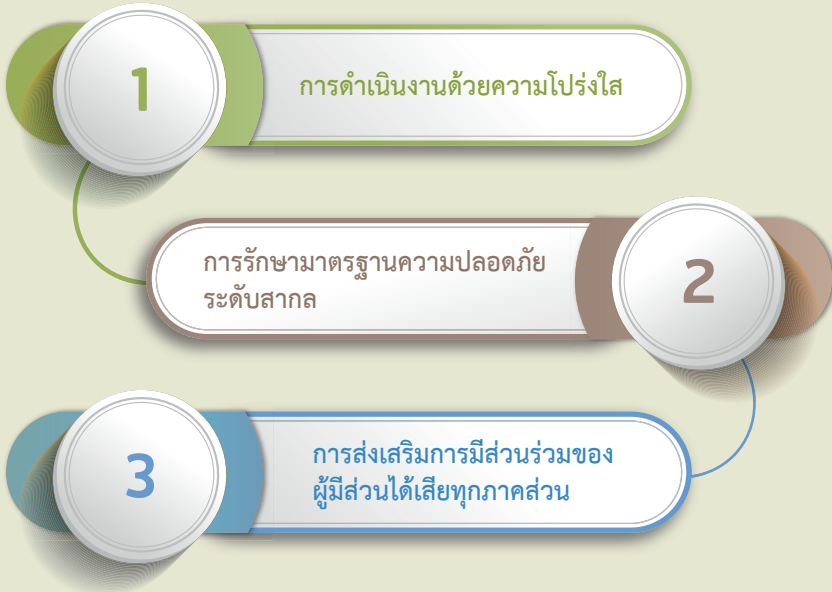 1
การดำเนินงานด้วยความโปร่งใส
การรักษามาตรฐานความปลอดภัย
ระดับสากล
2
3
การส่งเสริมการมีส่วนร่วมของ
ผู้มีส่วนได้เสียทุกภาคส่วน